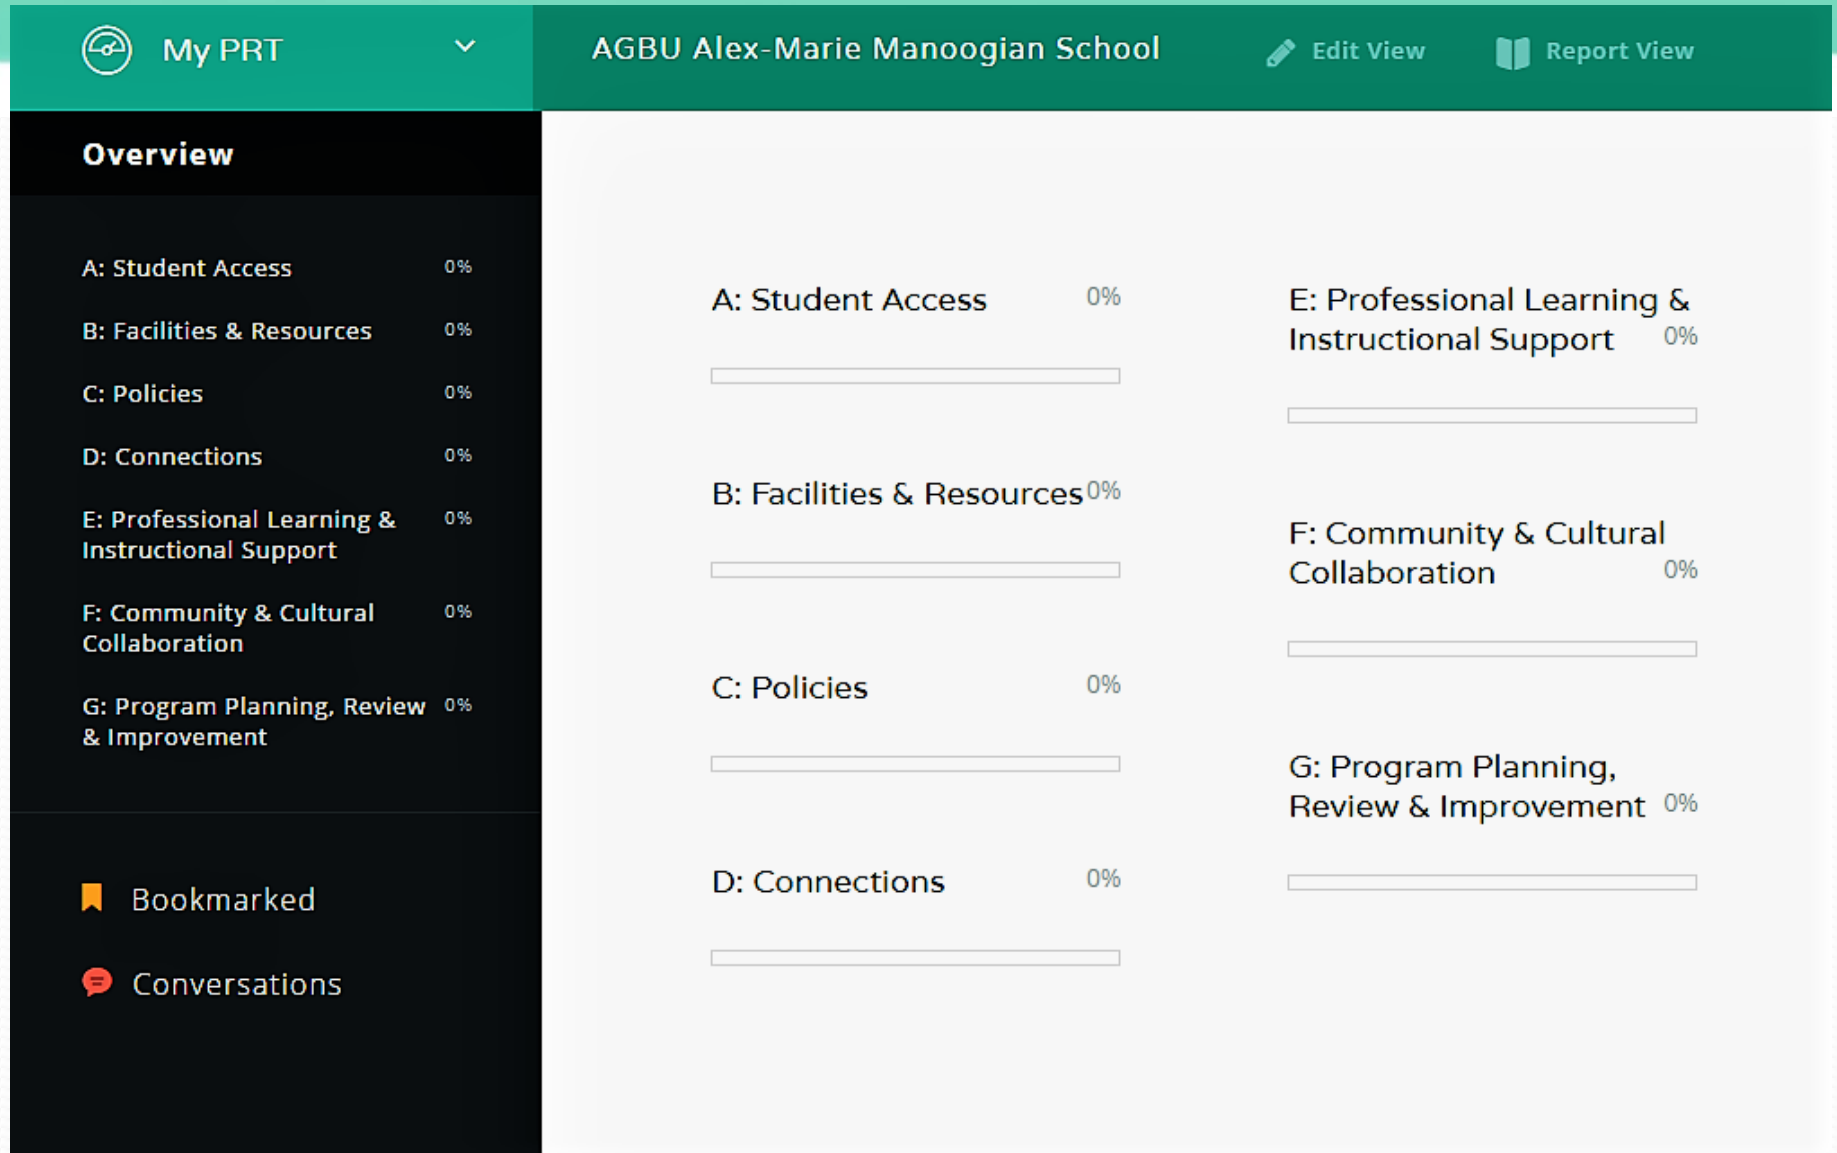 My PRT
AGBU Alex-Marie Manoogian School
Edit View
Report View
Overview
A: Student Access 0%
B: Facilities & Resources 0%
C: Policies 0%
D: Connections 0%
E: Professional Learning & 0%
Instructional Support
F: Community & Cultural 0%
Collaboration
G: Program Planning, Review 0%
& Improvement
Bookmarked
Conversations
A: Student Access 0%
B: Facilities & Resources 0%
C: Policies 0%
D: Connections 0%
E: Professional Learning &
Instructional Support 0%
F: Community & Cultural
Collaboration 0%
G: Program Planning,
Review & Improvement 0%